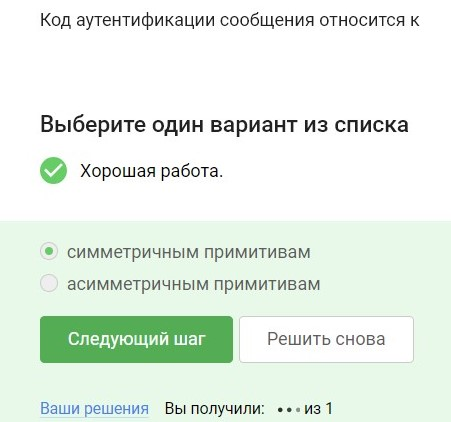 Код аутентификации сообщения относится к
Выберите один вариант из списка
Хорошая работа.
симметричным примитивам
асимметричным примитивам
Следующий шаг Решить снова
Ваши решения Вы получили: ••• из 1